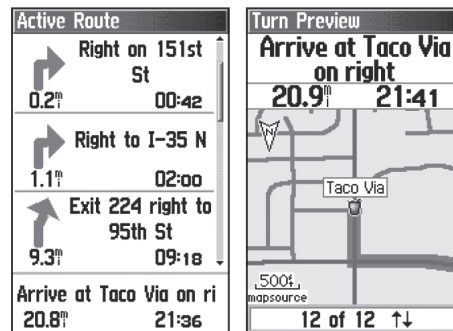 Active Route
Right on 151st
St
0.2mi 00:42
Right to I-35 N
1.1mi 02:00
Exit 224 right to
95th St
9.3mi 09:18
Arrive at Taco Via on ri
20.8mi 21:36
Turn Preview
Arrive at Taco Via
on right
20.9mi 21:41
Taco Via
500ft
mapsource
12 of 12 ↑↓